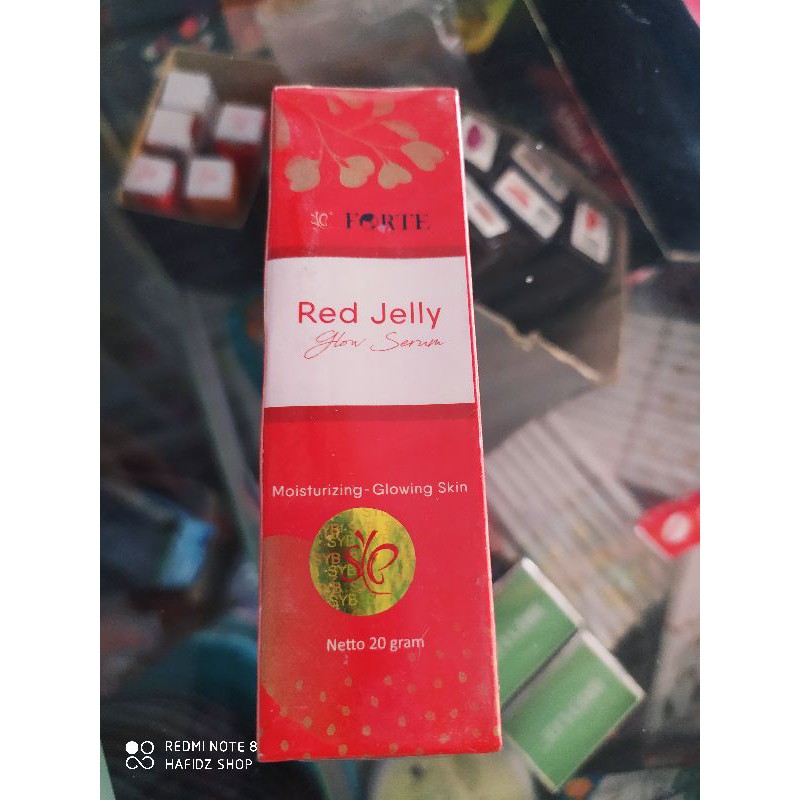 FORTE
Red Jelly
Glow Serum
Moisturizing-Glowing Skin
SYB
Netto 20 gram
REDMI NOTE 8
HAFIDZ SHOP